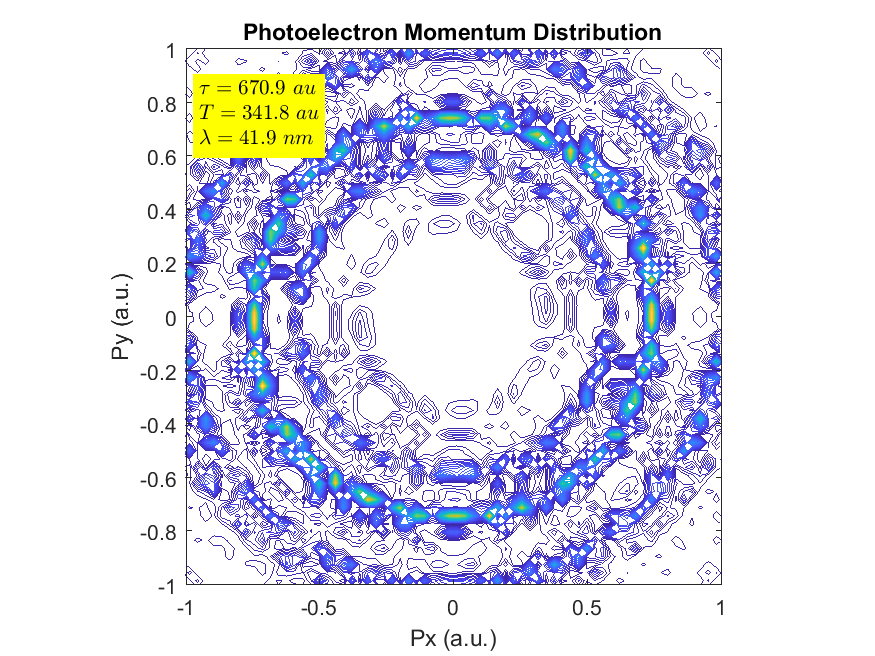 Photoelectron Momentum Distribution
τ = 670.9 au
T = 341.8 au
λ = 41.9 nm
1
0.8
0.6
0.4
0.2
0
-0.2
-0.4
-0.6
-0.8
-1
Py (a.u.)
-1 -0.5 0 0.5 1
Px (a.u.)